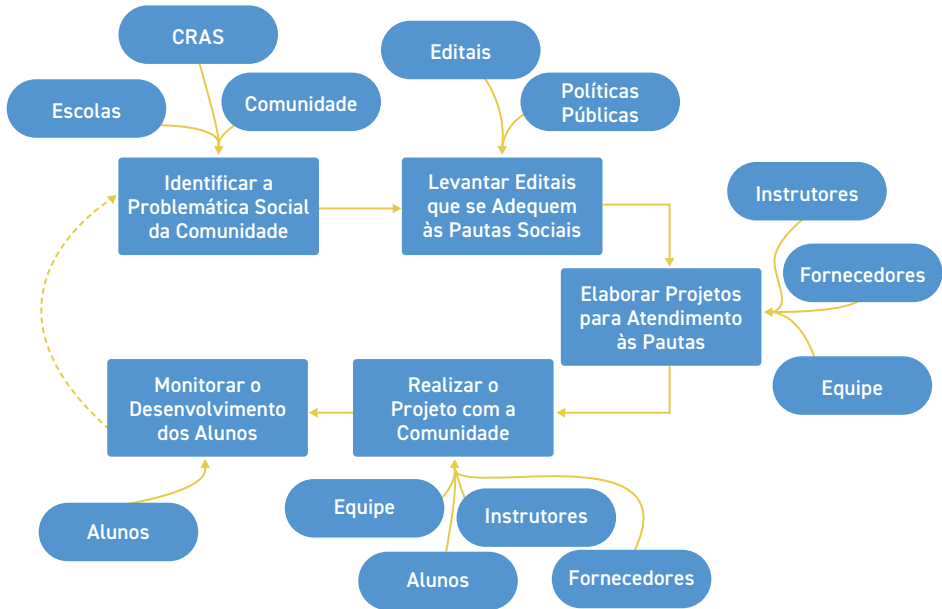 CRAS
Escolas
Comunidade
Editais
Políticas
Públicas
Identificar a
Problemática Social
da Comunidade
Levantar Editais
que se Adequem
às Pautas Sociais
Instrutores
Fornecedores
Elaborar Projetos
para Atendimento
às Pautas
Equipe
Realizar o
Projeto com a
Comunidade
Monitorar o
Desenvolvimento
dos Alunos
Alunos
Equipe
Instrutores
Alunos
Fornecedores